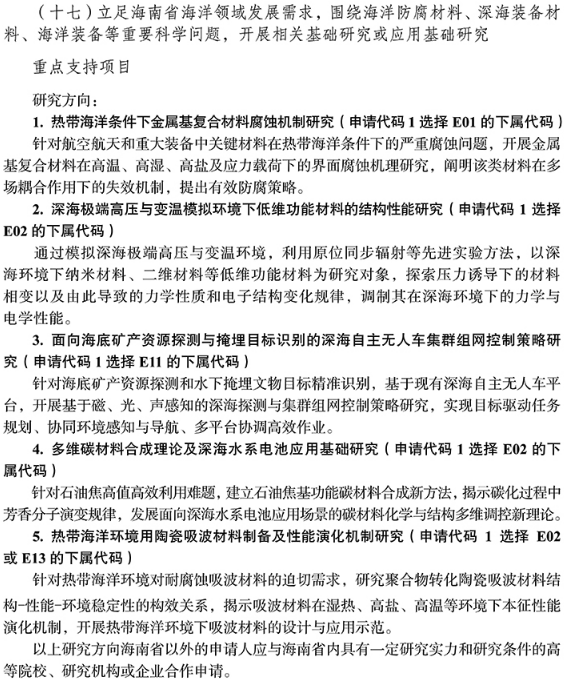 （十七）立足海南省海洋领域发展需求，围绕海洋防腐材料、深海装备材
料、海洋装备等重要科学问题，开展相关基础研究或应用基础研究
重点支持项目
研究方向：
1. 热带海洋条件下金属基复合材料腐蚀机制研究（申请代码 1 选择 E01 的下属代码）
针对航空航天和重大装备中关键材料在热带海洋条件下的严重腐蚀问题，开展金属
基复合材料在高温、高湿、高盐及应力载荷下的界面腐蚀机理研究，阐明该类材料在多
场耦合作用下的失效机制，提出有效防腐策略。
2. 深海极端高压与变温模拟环境下低维功能材料的结构性能研究（申请代码 1 选择
E02 的下属代码）
通过模拟深海极端高压与变温环境，利用原位同步辐射等先进实验方法，以深
海环境下纳米材料、二维材料等低维功能材料为研究对象，探索压力诱导下的材料
相变以及由此导致的力学性质和电子结构变化规律，调制其在深海环境下的力学与
电学性能。
3. 面向海底矿产资源探测与掩埋目标识别的深海自主无人车集群组网控制策略研
究（申请代码 1 选择 E11 的下属代码）
针对海底矿产资源探测和水下掩埋文物目标精准识别，基于现有深海自主无人车平
台，开展基于磁、光、声感知的深海探测与集群组网控制策略研究，实现目标驱动任务
规划、协同环境感知与导航、多平台协调高效作业。
4. 多维碳材料合成理论及深海水系电池应用基础研究（申请代码 1 选择 E02 的下
属代码）
针对石油焦高值高效利用难题，建立石油焦基功能碳材料合成新方法，揭示碳化过程中
芳香分子演变规律，发展面向深海水系电池应用场景的碳材料化学与结构多维调控新理论。
5. 热带海洋环境用陶瓷吸波材料制备及性能演化机制研究（申请代码 1 选择 E02
或 E13 的下属代码）
针对热带海洋环境对耐腐蚀吸波材料的迫切需求，研究聚合物转化陶瓷吸波材料结
构-性能-环境稳定性的构效关系，揭示吸波材料在湿热、高盐、高温等环境下本征性能
演化机制，开展热带海洋环境下吸波材料的设计与应用示范。
以上研究方向海南省以外的申请人应与海南省内具有一定研究实力和研究条件的高
等院校、研究机构或企业合作申请。